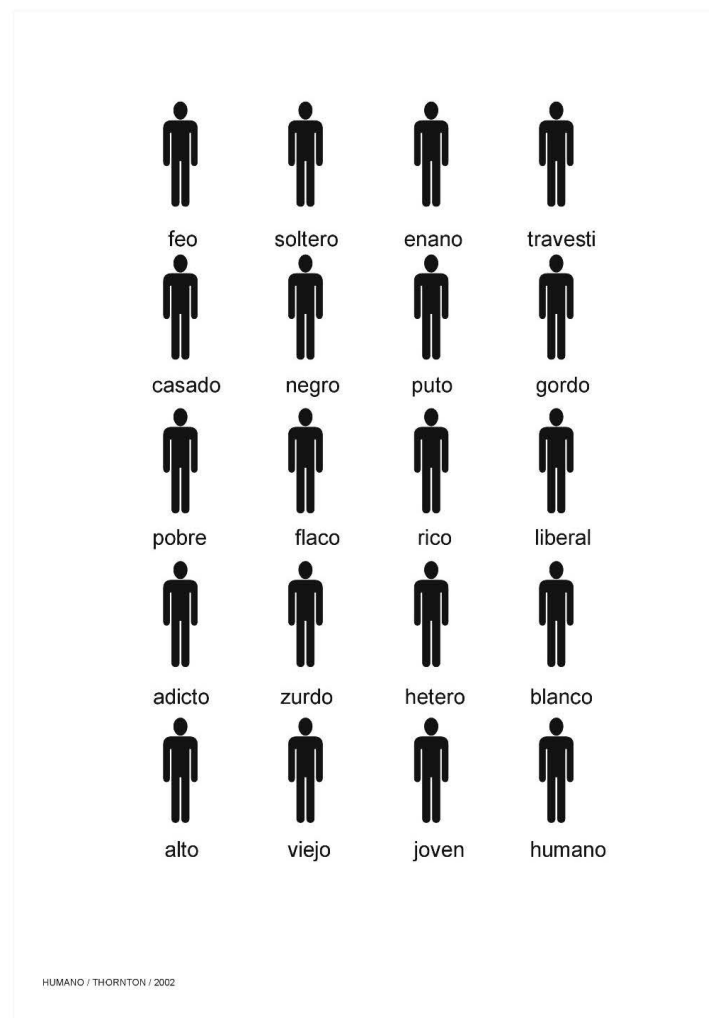 feo soltero enano travesti
casado negro puto gordo
pobre flaco rico liberal
adicto zurdo hetero blanco
alto viejo joven humano
HUMANO / THORNTON / 2002